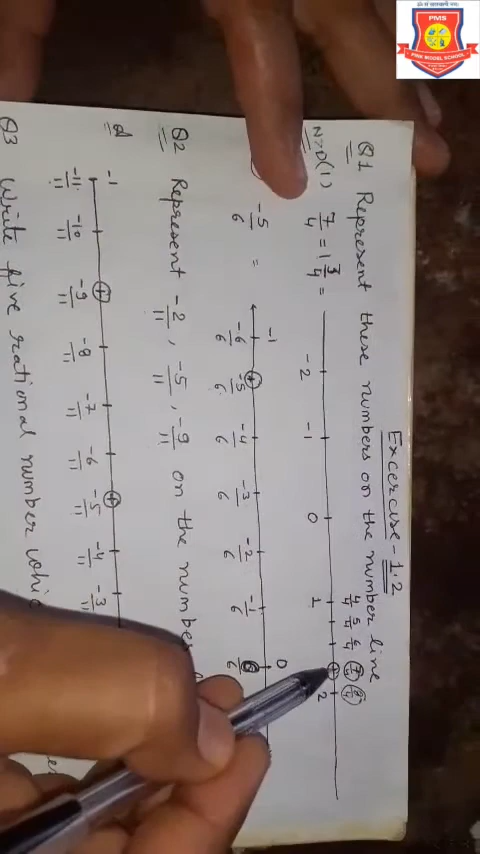 PMS
PINK MODEL SCHOOL
Excercise - 1.2
Q1 Represent these numbers on the number line
N>D(1) 7/4 = 1 3/4 =
4/4 5/4 6/4 7/4 8/4
-2 -1 0 1 2
-5/6 =
-1 0
-6/6 -5/6 -4/6 -3/6 -2/6 -1/6 0/6
Q2 Represent -2/11, -5/11, -9/11 on the number
-1
-11/11 -10/11 -9/11 -8/11 -7/11 -6/11 -5/11 -4/11 -3/11
Q3 Write five rational number